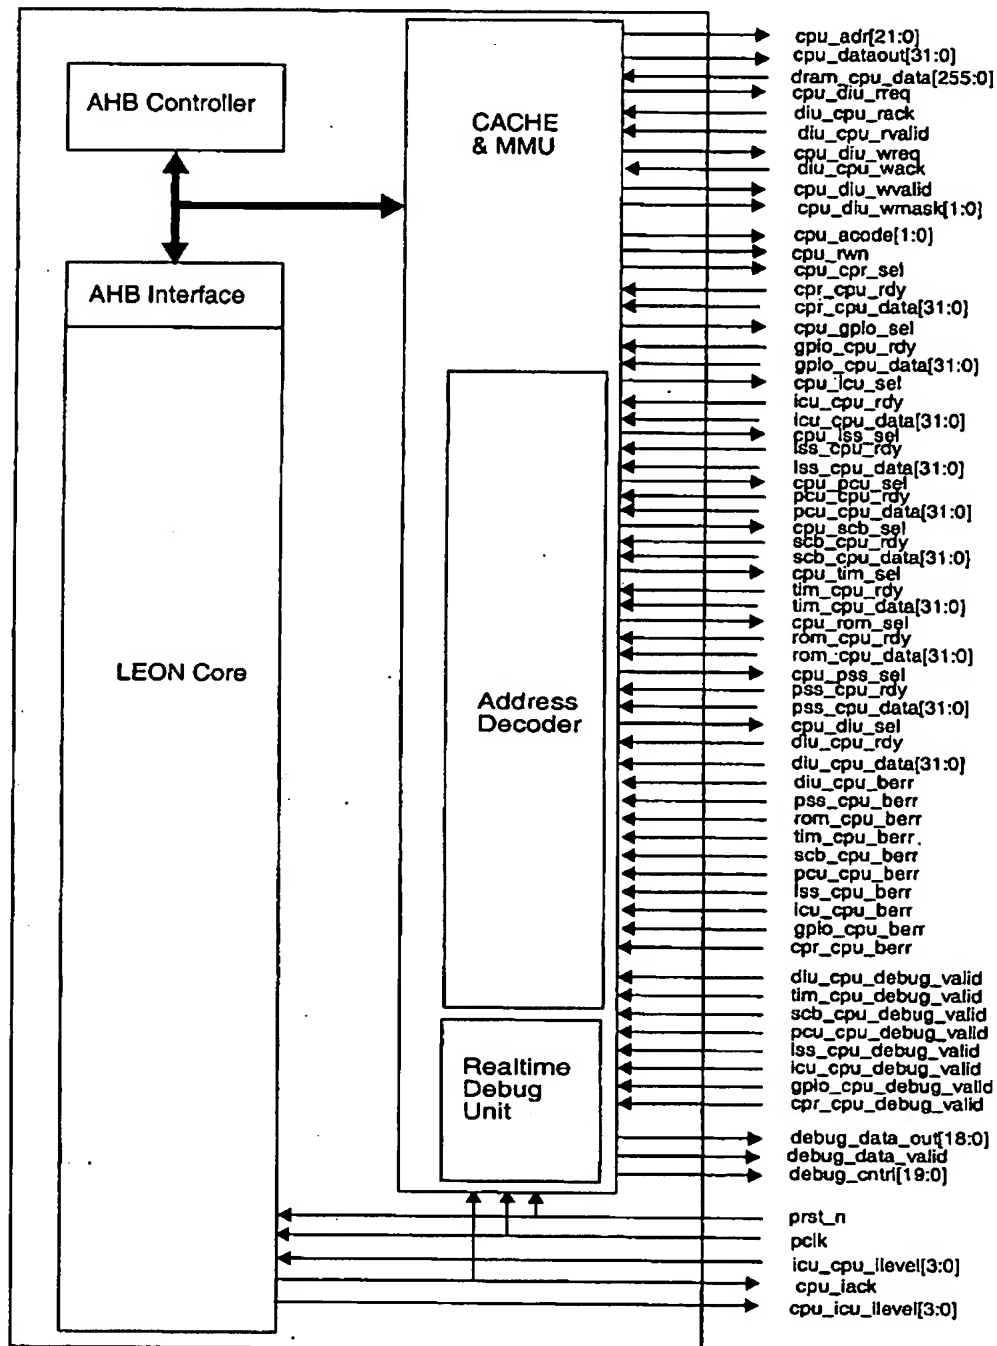 AHB Controller
CACHE
& MMU
AHB Interface
LEON Core
Address
Decoder
Realtime
Debug
Unit
cpu_adr[21:0]
cpu_dataout[31:0]
dram_cpu_data[255:0]
cpu_diu_rreq
diu_cpu_rack
diu_cpu_rvalid
cpu_diu_wreq
diu_cpu_wack
cpu_diu_wvalid
cpu_diu_wmask[1:0]
cpu_acode[1:0]
cpu_rwn
cpu_cpr_sel
cpr_cpu_rdy
cpr_cpu_data[31:0]
cpu_gpio_sel
gpio_cpu_rdy
gpio_cpu_data[31:0]
cpu_icu_sel
icu_cpu_rdy
icu_cpu_data[31:0]
cpu_lss_sel
lss_cpu_rdy
lss_cpu_data[31:0]
cpu_pcu_sel
pcu_cpu_rdy
pcu_cpu_data[31:0]
cpu_scb_sel
scb_cpu_rdy
scb_cpu_data[31:0]
cpu_tim_sel
tim_cpu_rdy
tim_cpu_data[31:0]
cpu_rom_sel
rom_cpu_rdy
rom_cpu_data[31:0]
cpu_pss_sel
pss_cpu_rdy
pss_cpu_data[31:0]
cpu_diu_sel
diu_cpu_rdy
diu_cpu_data[31:0]
diu_cpu_berr
pss_cpu_berr
rom_cpu_berr
tim_cpu_berr
scb_cpu_berr
pcu_cpu_berr
lss_cpu_berr
icu_cpu_berr
gpio_cpu_berr
cpr_cpu_berr
diu_cpu_debug_valid
tim_cpu_debug_valid
scb_cpu_debug_valid
pcu_cpu_debug_valid
lss_cpu_debug_valid
icu_cpu_debug_valid
gpio_cpu_debug_valid
cpr_cpu_debug_valid
debug_data_out[18:0]
debug_data_valid
debug_cntrl[19:0]
prst_n
pclk
icu_cpu_ilevel[3:0]
cpu_iack
cpu_icu_ilevel[3:0]